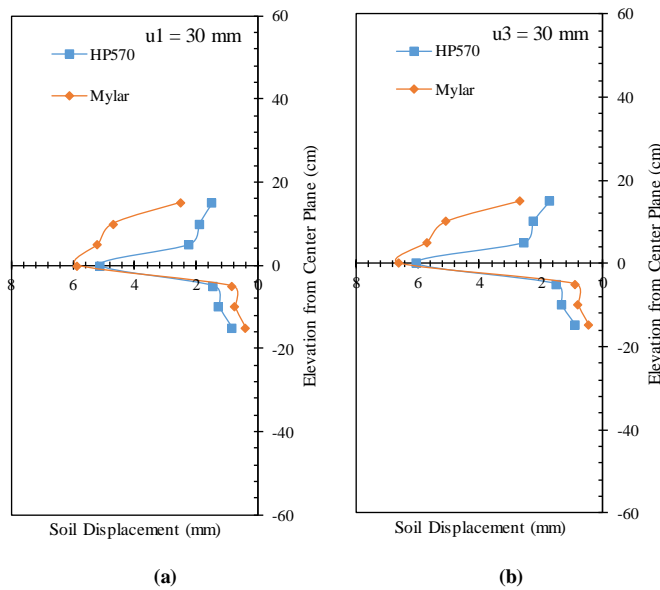 u1 = 30 mm
HP570
Mylar
60
40
20
0
-20
-40
-60
8
6
4
2
0
Elevation from Center Plane (cm)
Soil Displacement (mm)
(a)
u3 = 30 mm
HP570
Mylar
60
40
20
0
-20
-40
-60
8
6
4
2
0
Elevation from Center Plane (cm)
Soil Displacement (mm)
(b)